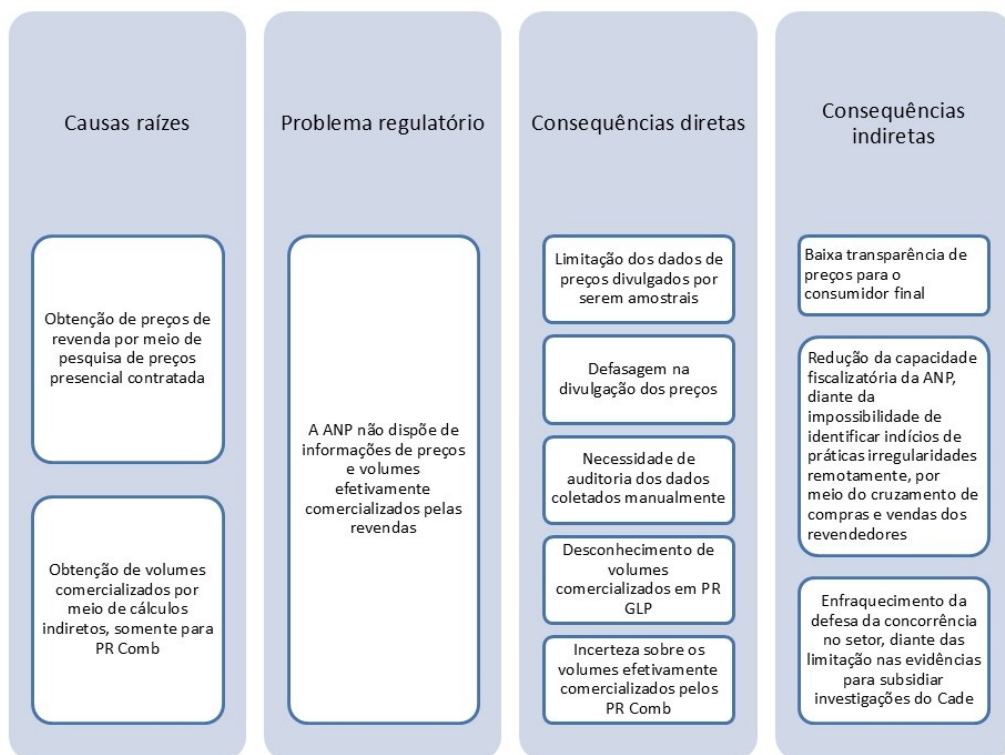 Causas raízes
Obtenção de preços de
revenda por meio de
pesquisa de preços
presencial contratada
Obtenção de volumes
comercializados por
meio de cálculos
indiretos, somente para
PR Comb
Problema regulatório
A ANP não dispõe de
informações de preços
e volumes
efetivamente
comercializados pelas
revendas
Consequências diretas
Limitação dos dados de
preços divulgados por
serem amostrais
Defasagem na
divulgação dos preços
Necessidade de
auditoria dos dados
coletados manualmente
Desconhecimento de
volumes
comercializados em PR
GLP
Incerteza sobre os
volumes efetivamente
comercializados pelos
PR Comb
Consequências
indiretas
Baixa transparência de
preços para o
consumidor final
Redução da capacidade
fiscalizatória da ANP,
diante da
impossibilidade de
identificar indícios de
práticas irregularidades
remotamente, por
meio do cruzamento de
compras e vendas dos
revendedores
Enfraquecimento da
defesa da concorrência
no setor, diante das
limitação nas evidências
para subsidiar
investigações do Cade